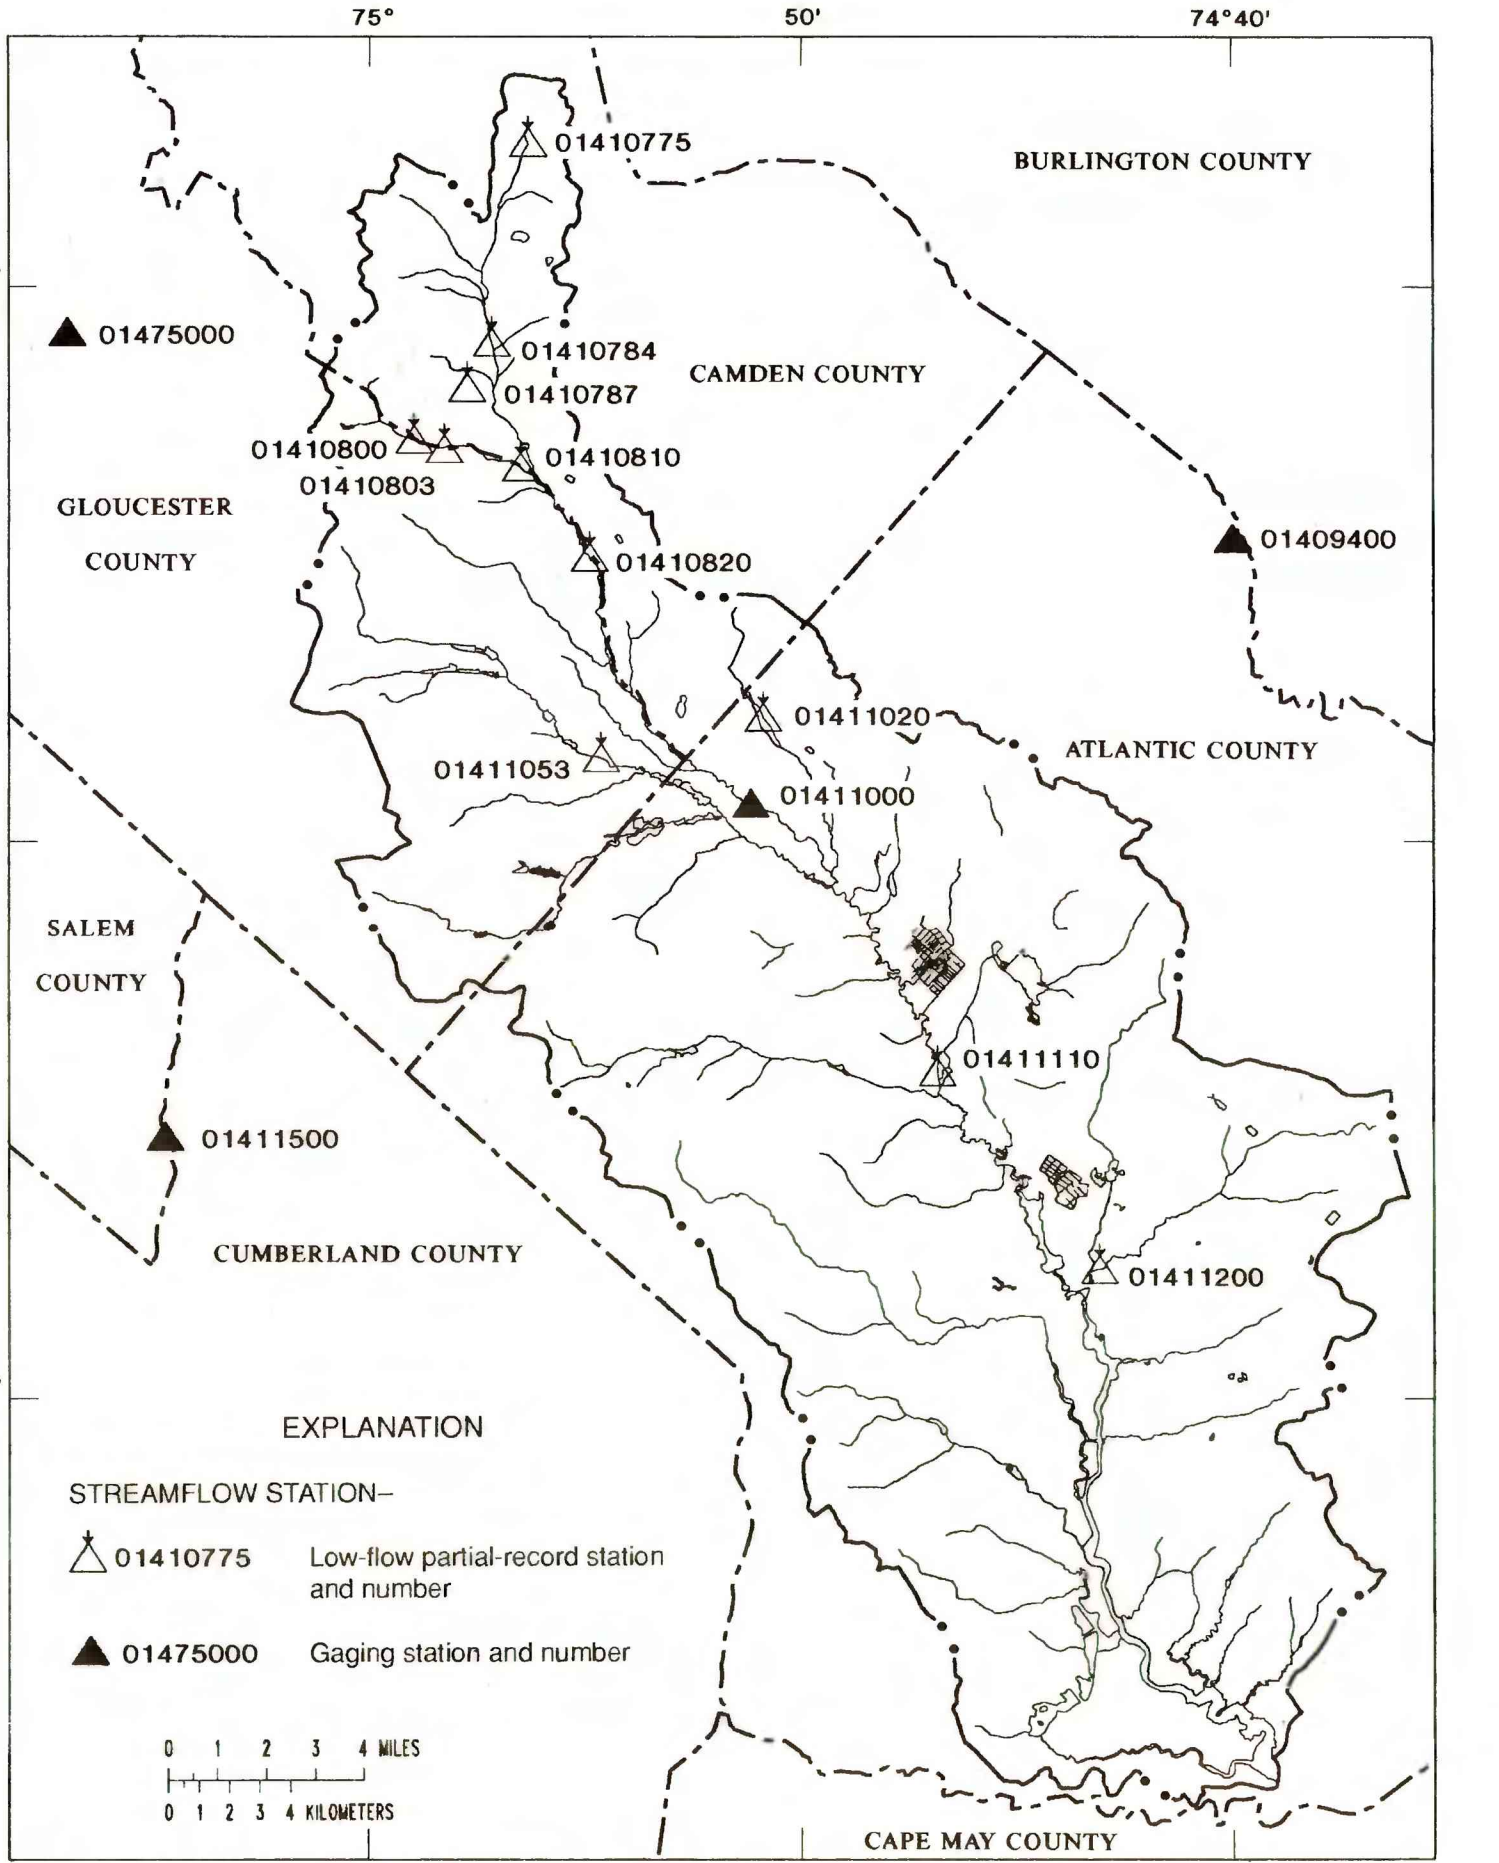 75°
50'
74°40'
01410775
BURLINGTON COUNTY
01475000
01410784
CAMDEN COUNTY
01410787
01410800
01410810
01410803
GLOUCESTER
COUNTY
01409400
01410820
01411020
ATLANTIC COUNTY
01411053
01411000
SALEM
COUNTY
01411110
01411500
CUMBERLAND COUNTY
01411200
EXPLANATION
STREAMFLOW STATION–
01410775 Low-flow partial-record station
and number
01475000 Gaging station and number
0 1 2 3 4 MILES
0 1 2 3 4 KILOMETERS
CAPE MAY COUNTY